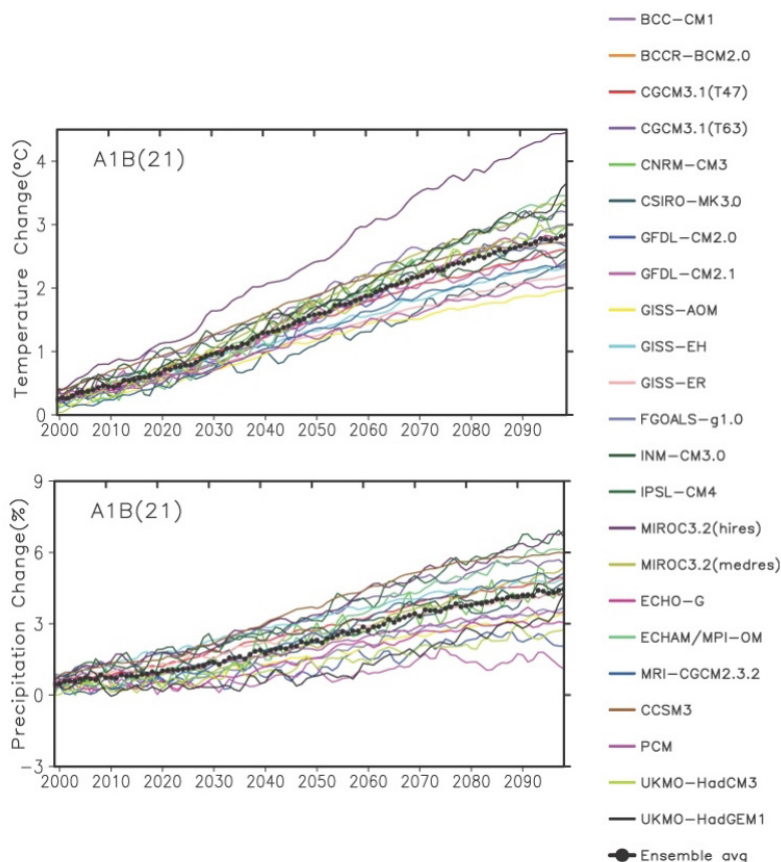 A1B(21)
Temperature Change(°C)
4
3
2
1
0
2000 2010 2020 2030 2040 2050 2060 2070 2080 2090
A1B(21)
Precipitation Change(%)
9
6
3
0
−3
2000 2010 2020 2030 2040 2050 2060 2070 2080 2090
BCC−CM1
BCCR−BCM2.0
CGCM3.1(T47)
CGCM3.1(T63)
CNRM−CM3
CSIRO−MK3.0
GFDL−CM2.0
GFDL−CM2.1
GISS−AOM
GISS−EH
GISS−ER
FGOALS−g1.0
INM−CM3.0
IPSL−CM4
MIROC3.2(hires)
MIROC3.2(medres)
ECHO−G
ECHAM/MPI−OM
MRI−CGCM2.3.2
CCSM3
PCM
UKMO−HadCM3
UKMO−HadGEM1
Ensemble avg